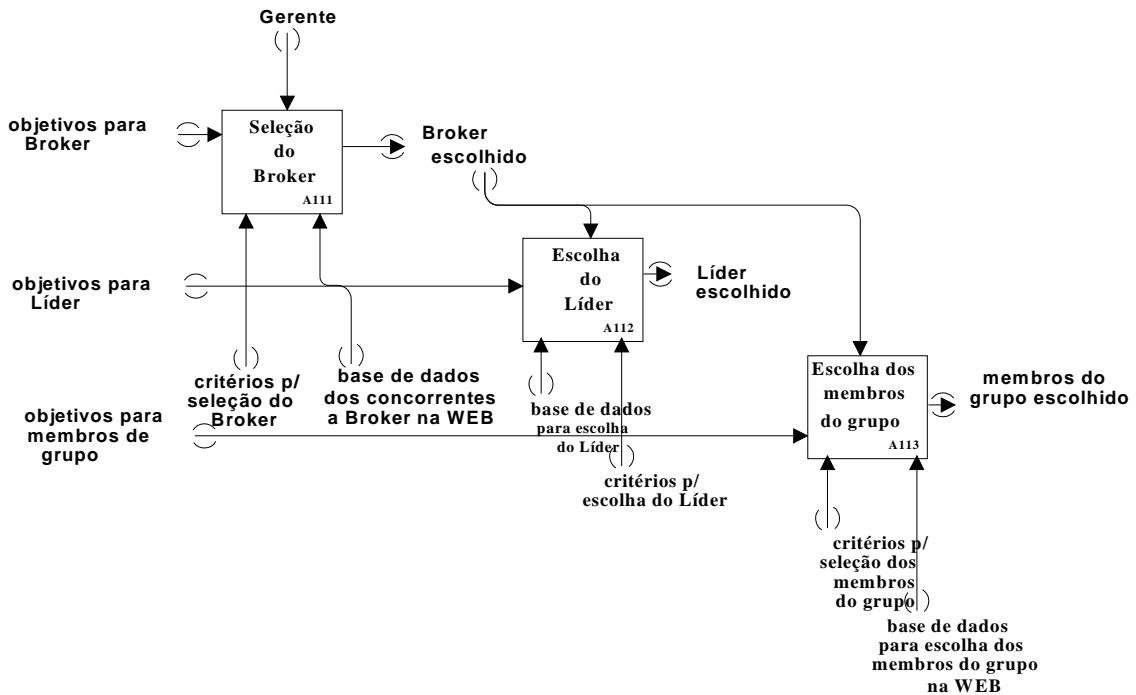 Gerente
objetivos para
Broker
Seleção
do
Broker
A111
Broker
escolhido
objetivos para
Líder
Escolha
do
Líder
A112
Líder
escolhido
critérios p/
seleção do
Broker
base de dados
dos concorrentes
a Broker na WEB
objetivos para
membros de
grupo
base de dados
para escolha
do Líder
critérios p/
escolha do Líder
Escolha dos
membros
do grupo
A113
membros do
grupo escolhido
critérios p/
seleção dos
membros
do grupo
base de dados
para escolha dos
membros do grupo
na WEB